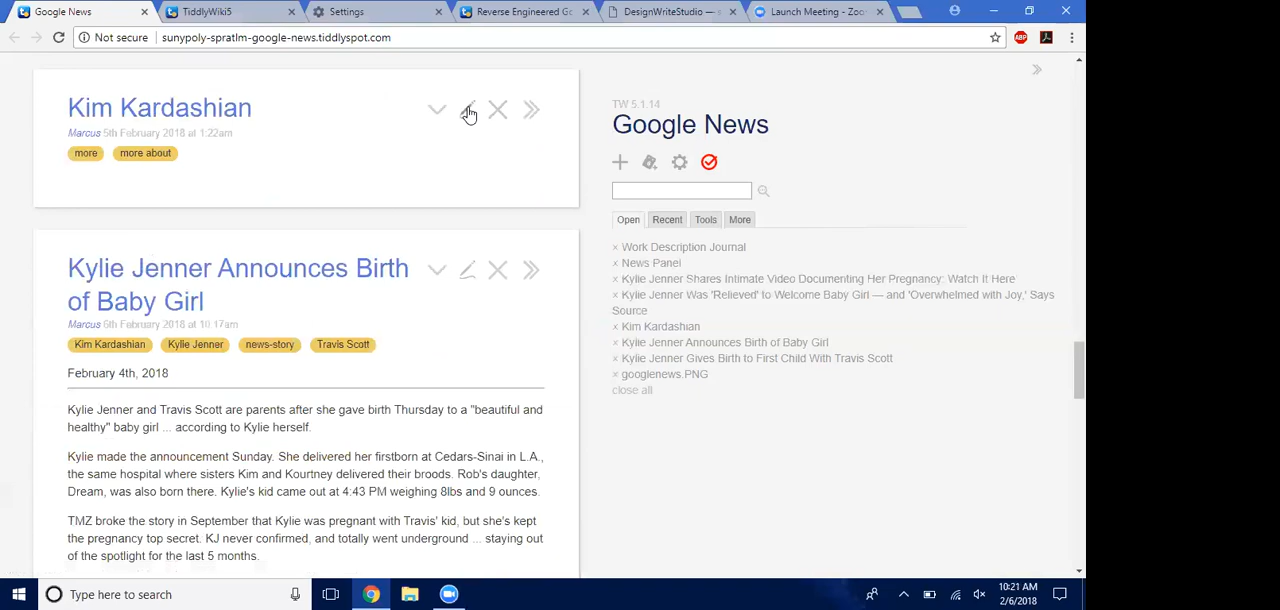 Google News
TiddlyWiki5
Settings
Reverse Engineered Go
DesignWriteStudio — s
Launch Meeting - Zoo
Not secure | sunypoly-spratlm-google-news.tiddlyspot.com
ABP
Kim Kardashian
Marcus 5th February 2018 at 1:22am
more
more about
Kylie Jenner Announces Birth
of Baby Girl
Marcus 6th February 2018 at 10:17am
Kim Kardashian
Kylie Jenner
news-story
Travis Scott
February 4th, 2018
Kylie Jenner and Travis Scott are parents after she gave birth Thursday to a "beautiful and
healthy" baby girl ... according to Kylie herself.
Kylie made the announcement Sunday. She delivered her firstborn at Cedars-Sinai in L.A.,
the same hospital where sisters Kim and Kourtney delivered their broods. Rob's daughter,
Dream, was also born there. Kylie's kid came out at 4:43 PM weighing 8lbs and 9 ounces.
TMZ broke the story in September that Kylie was pregnant with Travis' kid, but she's kept
the pregnancy top secret. KJ never confirmed, and totally went underground ... staying out
of the spotlight for the last 5 months.
TW 5.1.14
Google News
Open
Recent
Tools
More
× Work Description Journal
× News Panel
× Kylie Jenner Shares Intimate Video Documenting Her Pregnancy: Watch It Here
× Kylie Jenner Was 'Relieved' to Welcome Baby Girl — and 'Overwhelmed with Joy,' Says
Source
× Kim Kardashian
× Kylie Jenner Announces Birth of Baby Girl
× Kylie Jenner Gives Birth to First Child With Travis Scott
× googlenews.PNG
close all
Type here to search
10:21 AM
2/6/2018